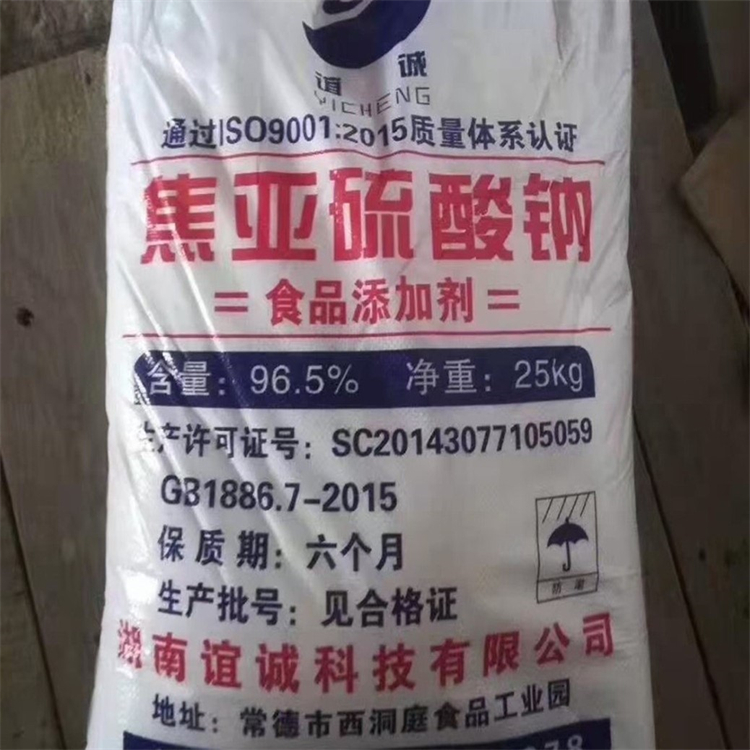 谊诚
YICHENG
通过ISO9001:2015质量体系认证
焦亚硫酸钠
=食品添加剂=
含量：96.5% 净重：25kg
生产许可证号：SC20143077105059
GB1886.7-2015
保质期：六个月
生产批号：见合格证
湖南谊诚科技有限公司
地址：常德市西洞庭食品工业园